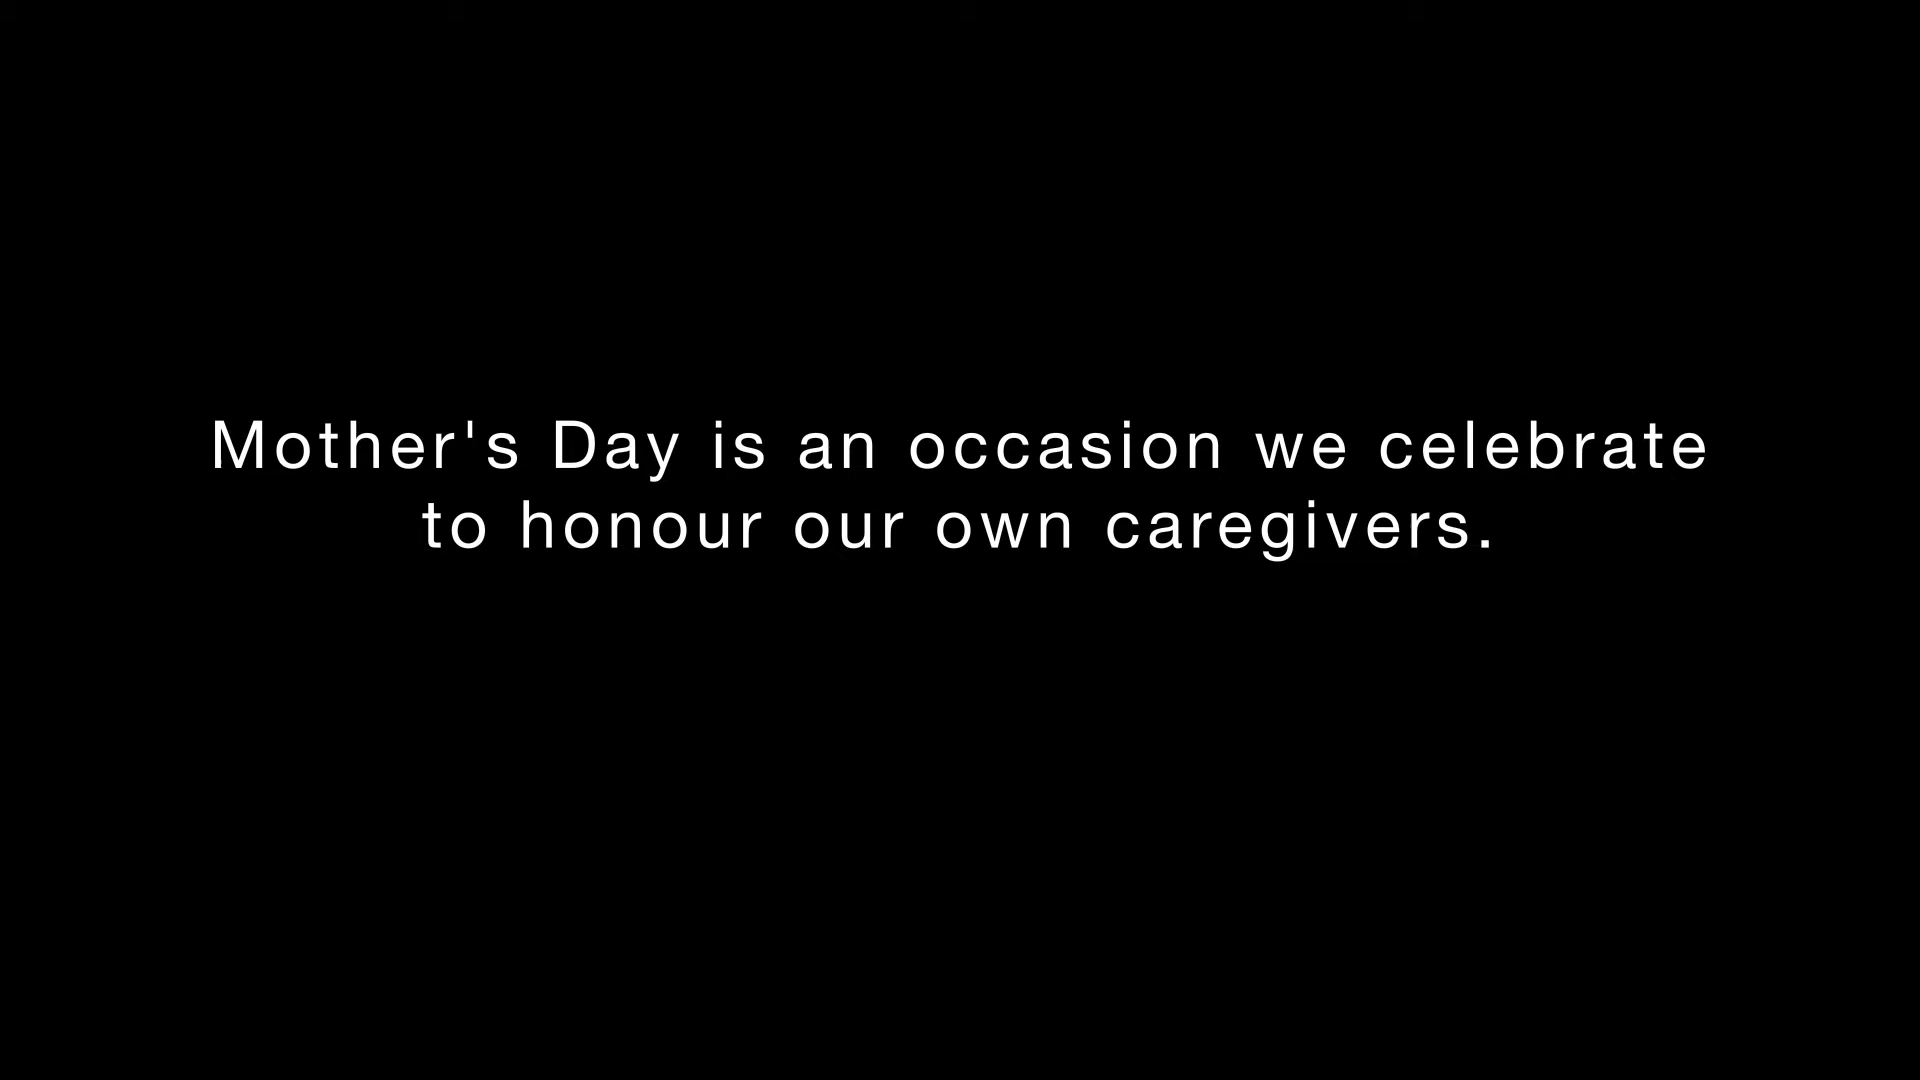 Mother's Day is an occasion we celebrate
to honour our own caregivers.